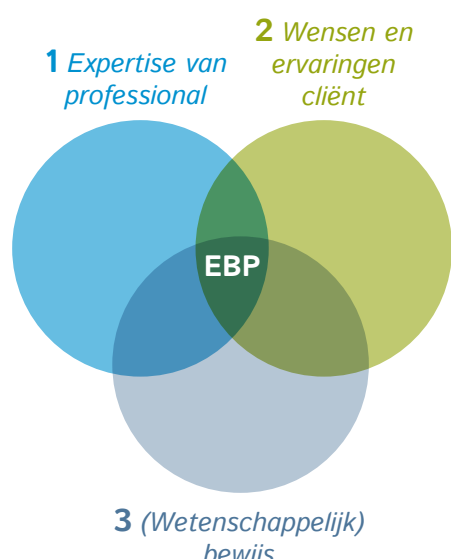 1 Expertise van
professional
2 Wensen en
ervaringen
cliënt
EBP
3 (Wetenschappelijk)
bewijs